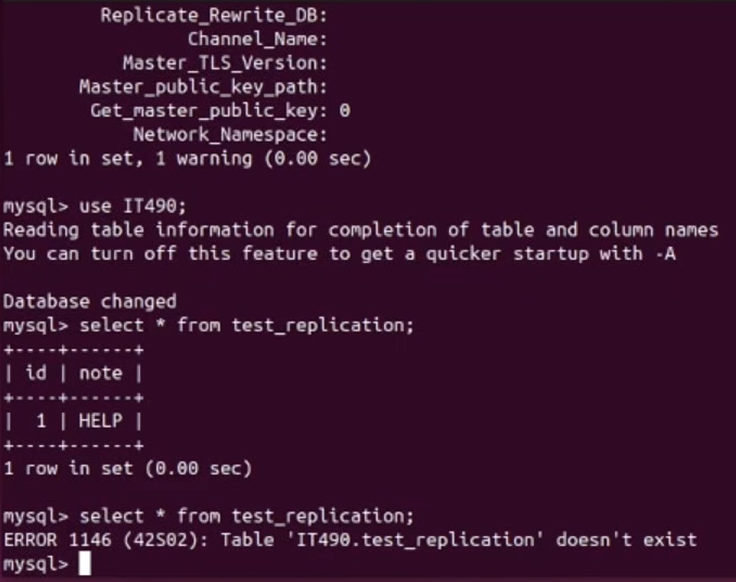 Replicate_Rewrite_DB:
Channel_Name:
Master_TLS_Version:
Master_public_key_path:
Get_master_public_key: 0
Network_Namespace:
1 row in set, 1 warning (0.00 sec)
mysql> use IT490;
Reading table information for completion of table and column names
You can turn off this feature to get a quicker startup with -A
Database changed
mysql> select * from test_replication;
+----+------+
| id | note |
+----+------+
|  1 | HELP |
+----+------+
1 row in set (0.00 sec)
mysql> select * from test_replication;
ERROR 1146 (42S02): Table 'IT490.test_replication' doesn't exist
mysql>